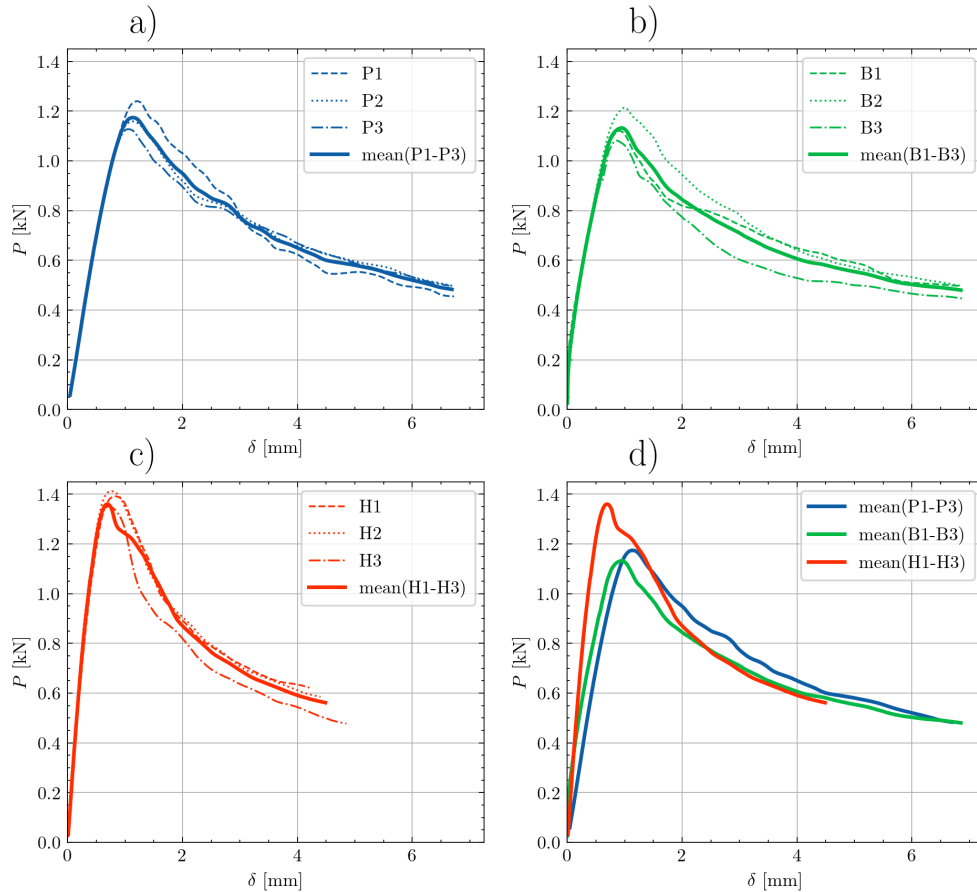 a)
1.4
1.2
1.0
0.8
0.6
0.4
0.2
0.0
P [kN]
0
2
4
6
δ [mm]
P1
P2
P3
mean(P1-P3)
b)
1.4
1.2
1.0
0.8
0.6
0.4
0.2
0.0
P [kN]
0
2
4
6
δ [mm]
B1
B2
B3
mean(B1-B3)
c)
1.4
1.2
1.0
0.8
0.6
0.4
0.2
0.0
P [kN]
0
2
4
6
δ [mm]
H1
H2
H3
mean(H1-H3)
d)
1.4
1.2
1.0
0.8
0.6
0.4
0.2
0.0
P [kN]
0
2
4
6
δ [mm]
mean(P1-P3)
mean(B1-B3)
mean(H1-H3)